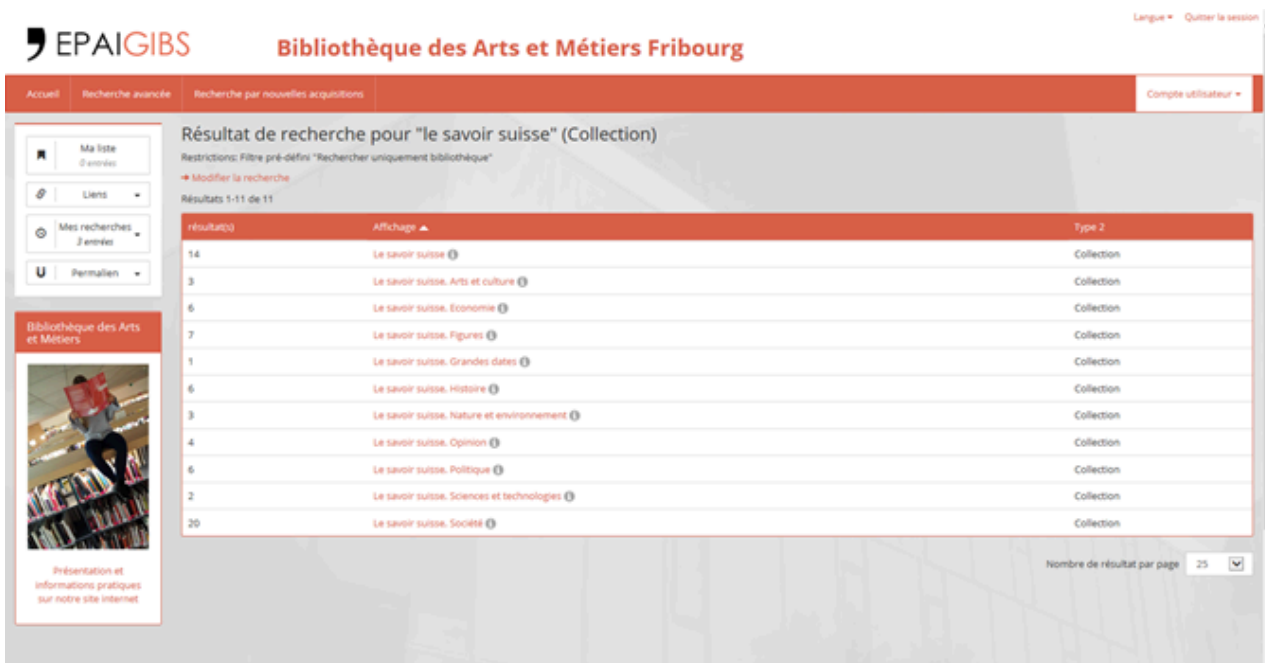 Langue Quitter la session
EPAIGIBS
Bibliothèque des Arts et Métiers Fribourg
Accueil Recherche avancée Recherche par nouvelles acquisitions Compte utilisateur
Ma liste
0 entrées
Liens
Mes recherches
3 entrées
Permalien
Bibliothèque des Arts
et Métiers
Présentation et
informations pratiques
sur notre site internet
Résultat de recherche pour "le savoir suisse" (Collection)
Restrictions: Filtre pré-défini "Rechercher uniquement bibliothèque"
Modifier la recherche
Résultats 1-11 de 11
résultat(s) Affichage Type 2
14 Le savoir suisse Collection
3 Le savoir suisse. Arts et culture Collection
6 Le savoir suisse. Economie Collection
7 Le savoir suisse. Figures Collection
1 Le savoir suisse. Grandes dates Collection
6 Le savoir suisse. Histoire Collection
3 Le savoir suisse. Nature et environnement Collection
4 Le savoir suisse. Opinion Collection
6 Le savoir suisse. Politique Collection
2 Le savoir suisse. Sciences et technologies Collection
20 Le savoir suisse. Société Collection
Nombre de résultat par page 25